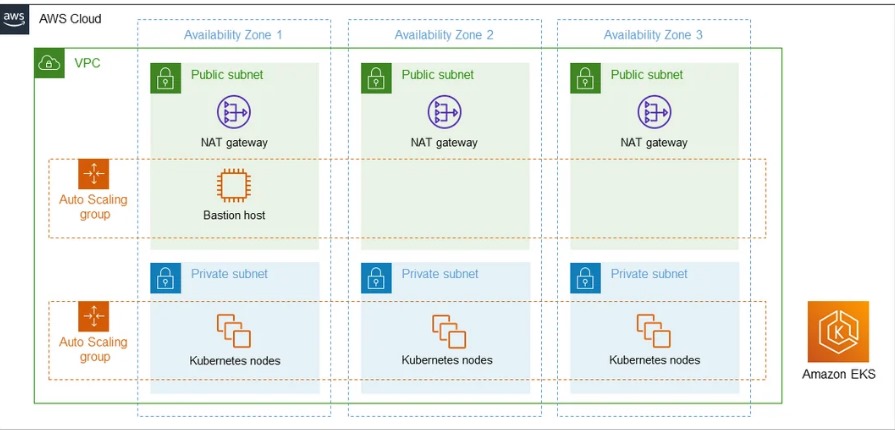 aws
AWS Cloud
Availability Zone 1
Availability Zone 2
Availability Zone 3
VPC
Public subnet
Public subnet
Public subnet
NAT gateway
NAT gateway
NAT gateway
Auto Scaling
group
Bastion host
Private subnet
Private subnet
Private subnet
Auto Scaling
group
Kubernetes nodes
Kubernetes nodes
Kubernetes nodes
K
Amazon EKS